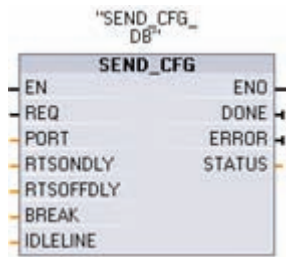 "SEND_CFG_
DB"
SEND_CFG
EN ENO
REQ DONE
PORT ERROR
RTSONDLY STATUS
RTSOFFDLY
BREAK
IDLELINE